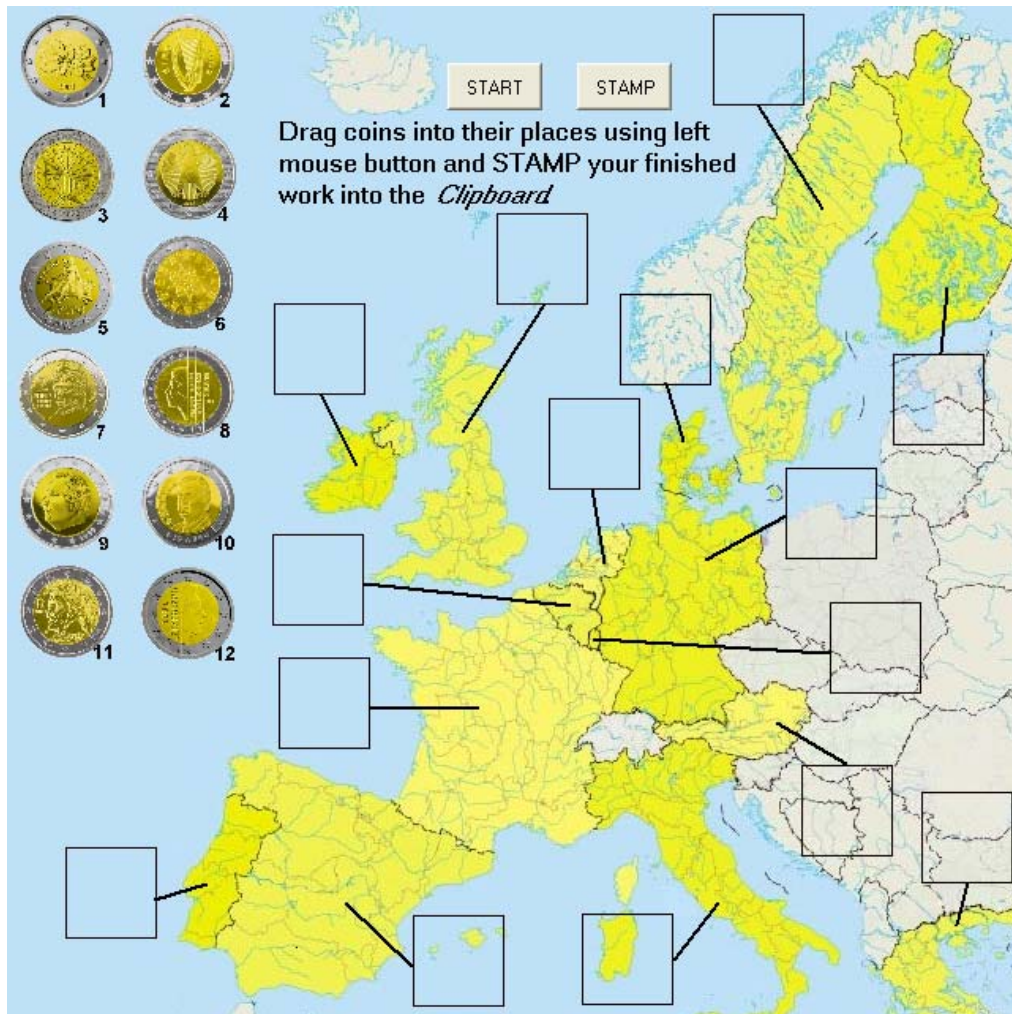 START
STAMP
Drag coins into their places using left
mouse button and STAMP your finished
work into the Clipboard
1
2
3
4
5
6
7
8
9
10
11
12